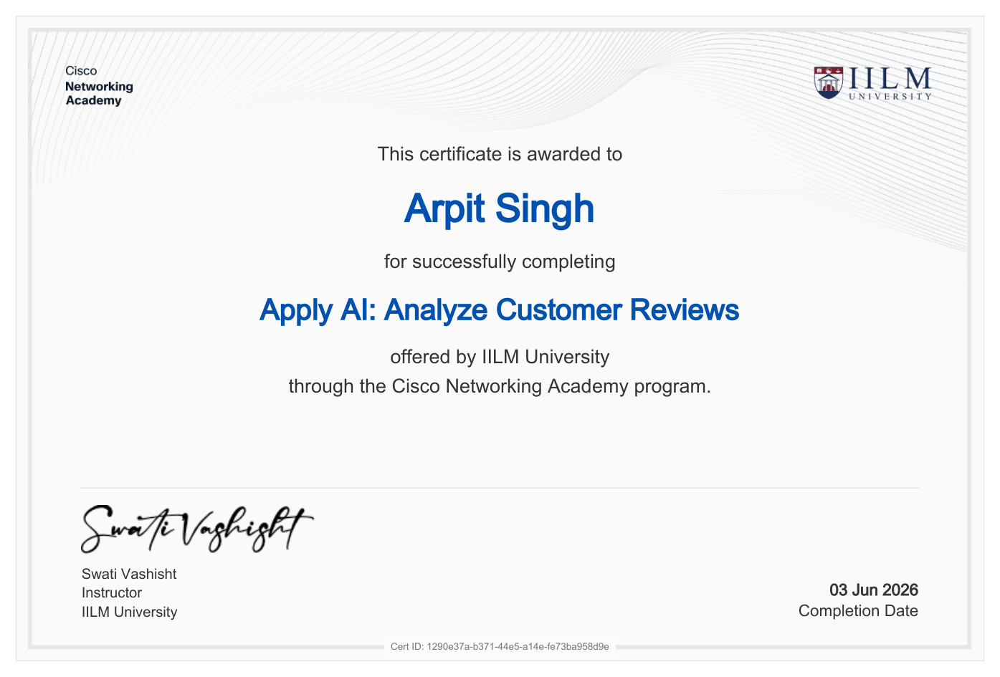 Cisco
Networking
Academy
IILM
UNIVERSITY
This certificate is awarded to
Arpit Singh
for successfully completing
Apply AI: Analyze Customer Reviews
offered by IILM University
through the Cisco Networking Academy program.
Swati Vashisht
Swati Vashisht
Instructor
IILM University
03 Jun 2026
Completion Date
Cert ID: 1290e37a-b371-44e5-a14e-fe73ba958d9e